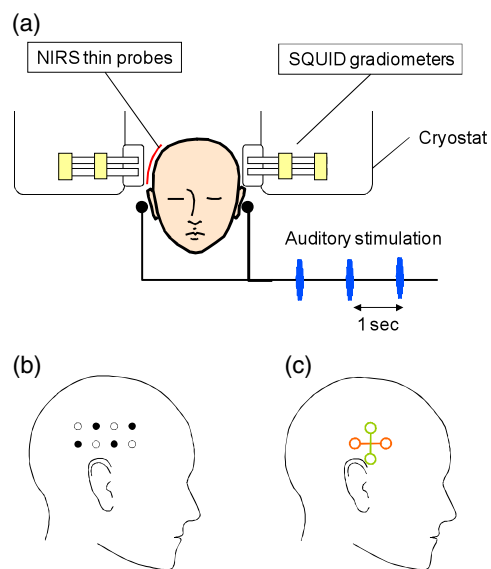 (a)
NIRS thin probes
SQUID gradiometers
Cryostat
Auditory stimulation
1 sec
(b)
(c)